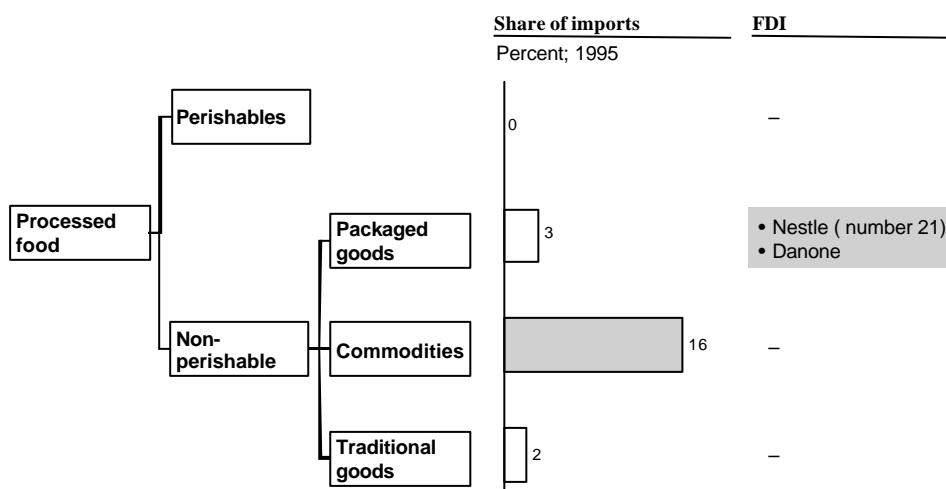 Share of imports
FDI
Percent; 1995
Perishables
0
–
Processed
food
Packaged
goods
3
• Nestle ( number 21)
• Danone
Non-
perishable
Commodities
16
–
Traditional
goods
2
–